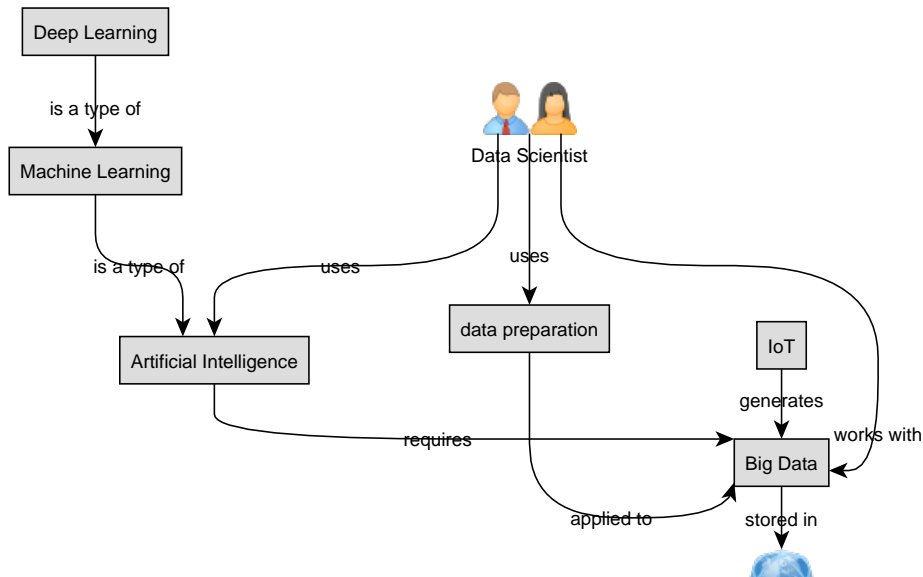 Deep Learning
is a type of
Data Scientist
Machine Learning
uses
is a type of
uses
data preparation
IoT
Artificial Intelligence
generates
requires
works with
Big Data
applied to
stored in